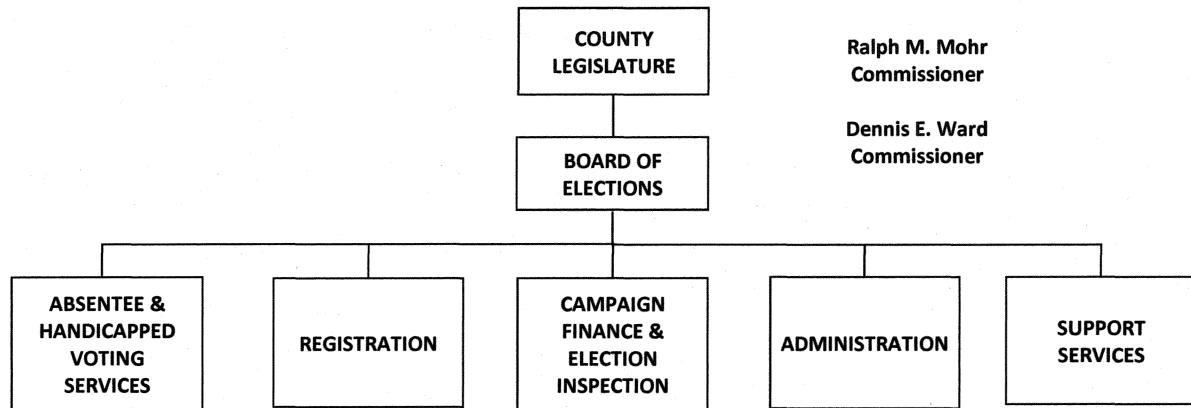 COUNTY
LEGISLATURE
Ralph M. Mohr
Commissioner
Dennis E. Ward
Commissioner
BOARD OF
ELECTIONS
ABSENTEE &
HANDICAPPED
VOTING
SERVICES
REGISTRATION
CAMPAIGN
FINANCE &
ELECTION
INSPECTION
ADMINISTRATION
SUPPORT
SERVICES